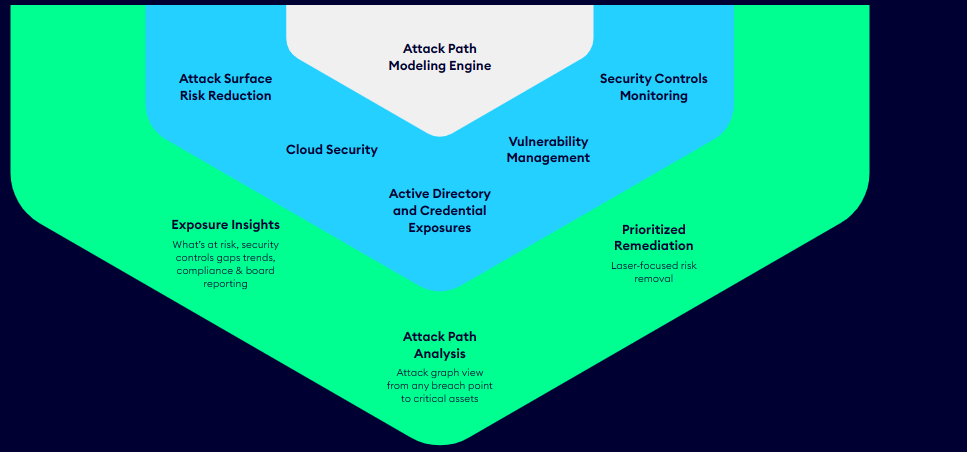 Attack Path
Modeling Engine
Attack Surface
Risk Reduction
Security Controls
Monitoring
Cloud Security
Vulnerability
Management
Active Directory
and Credential
Exposures
Exposure Insights
What's at risk, security
controls gaps trends,
compliance & board
reporting
Prioritized
Remediation
Laser-focused risk
removal
Attack Path
Analysis
Attack graph view
from any breach point
to critical assets